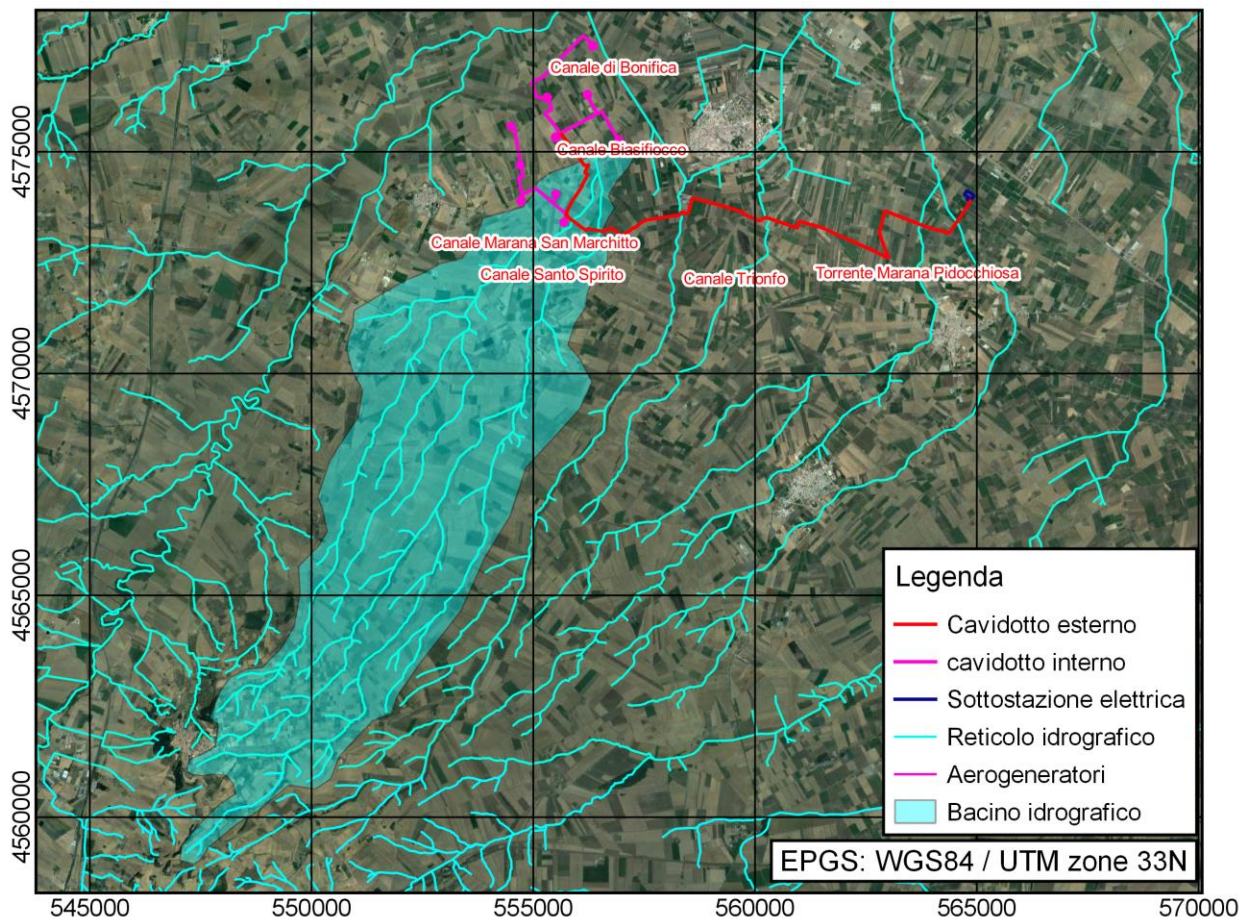 Canale di Bonifica
Canale Biasifiocco
Canale Marana San Marchitto
Canale Santo Spirito
Canale Trionfo
Torrente Marana Pidocchiosa
4575000
4570000
4565000
4560000
Legenda
Cavidotto esterno
cavidotto interno
Sottostazione elettrica
Reticolo idrografico
Aerogeneratori
Bacino idrografico
EPGS: WGS84 / UTM zone 33N
545000 550000 555000 560000 565000 570000